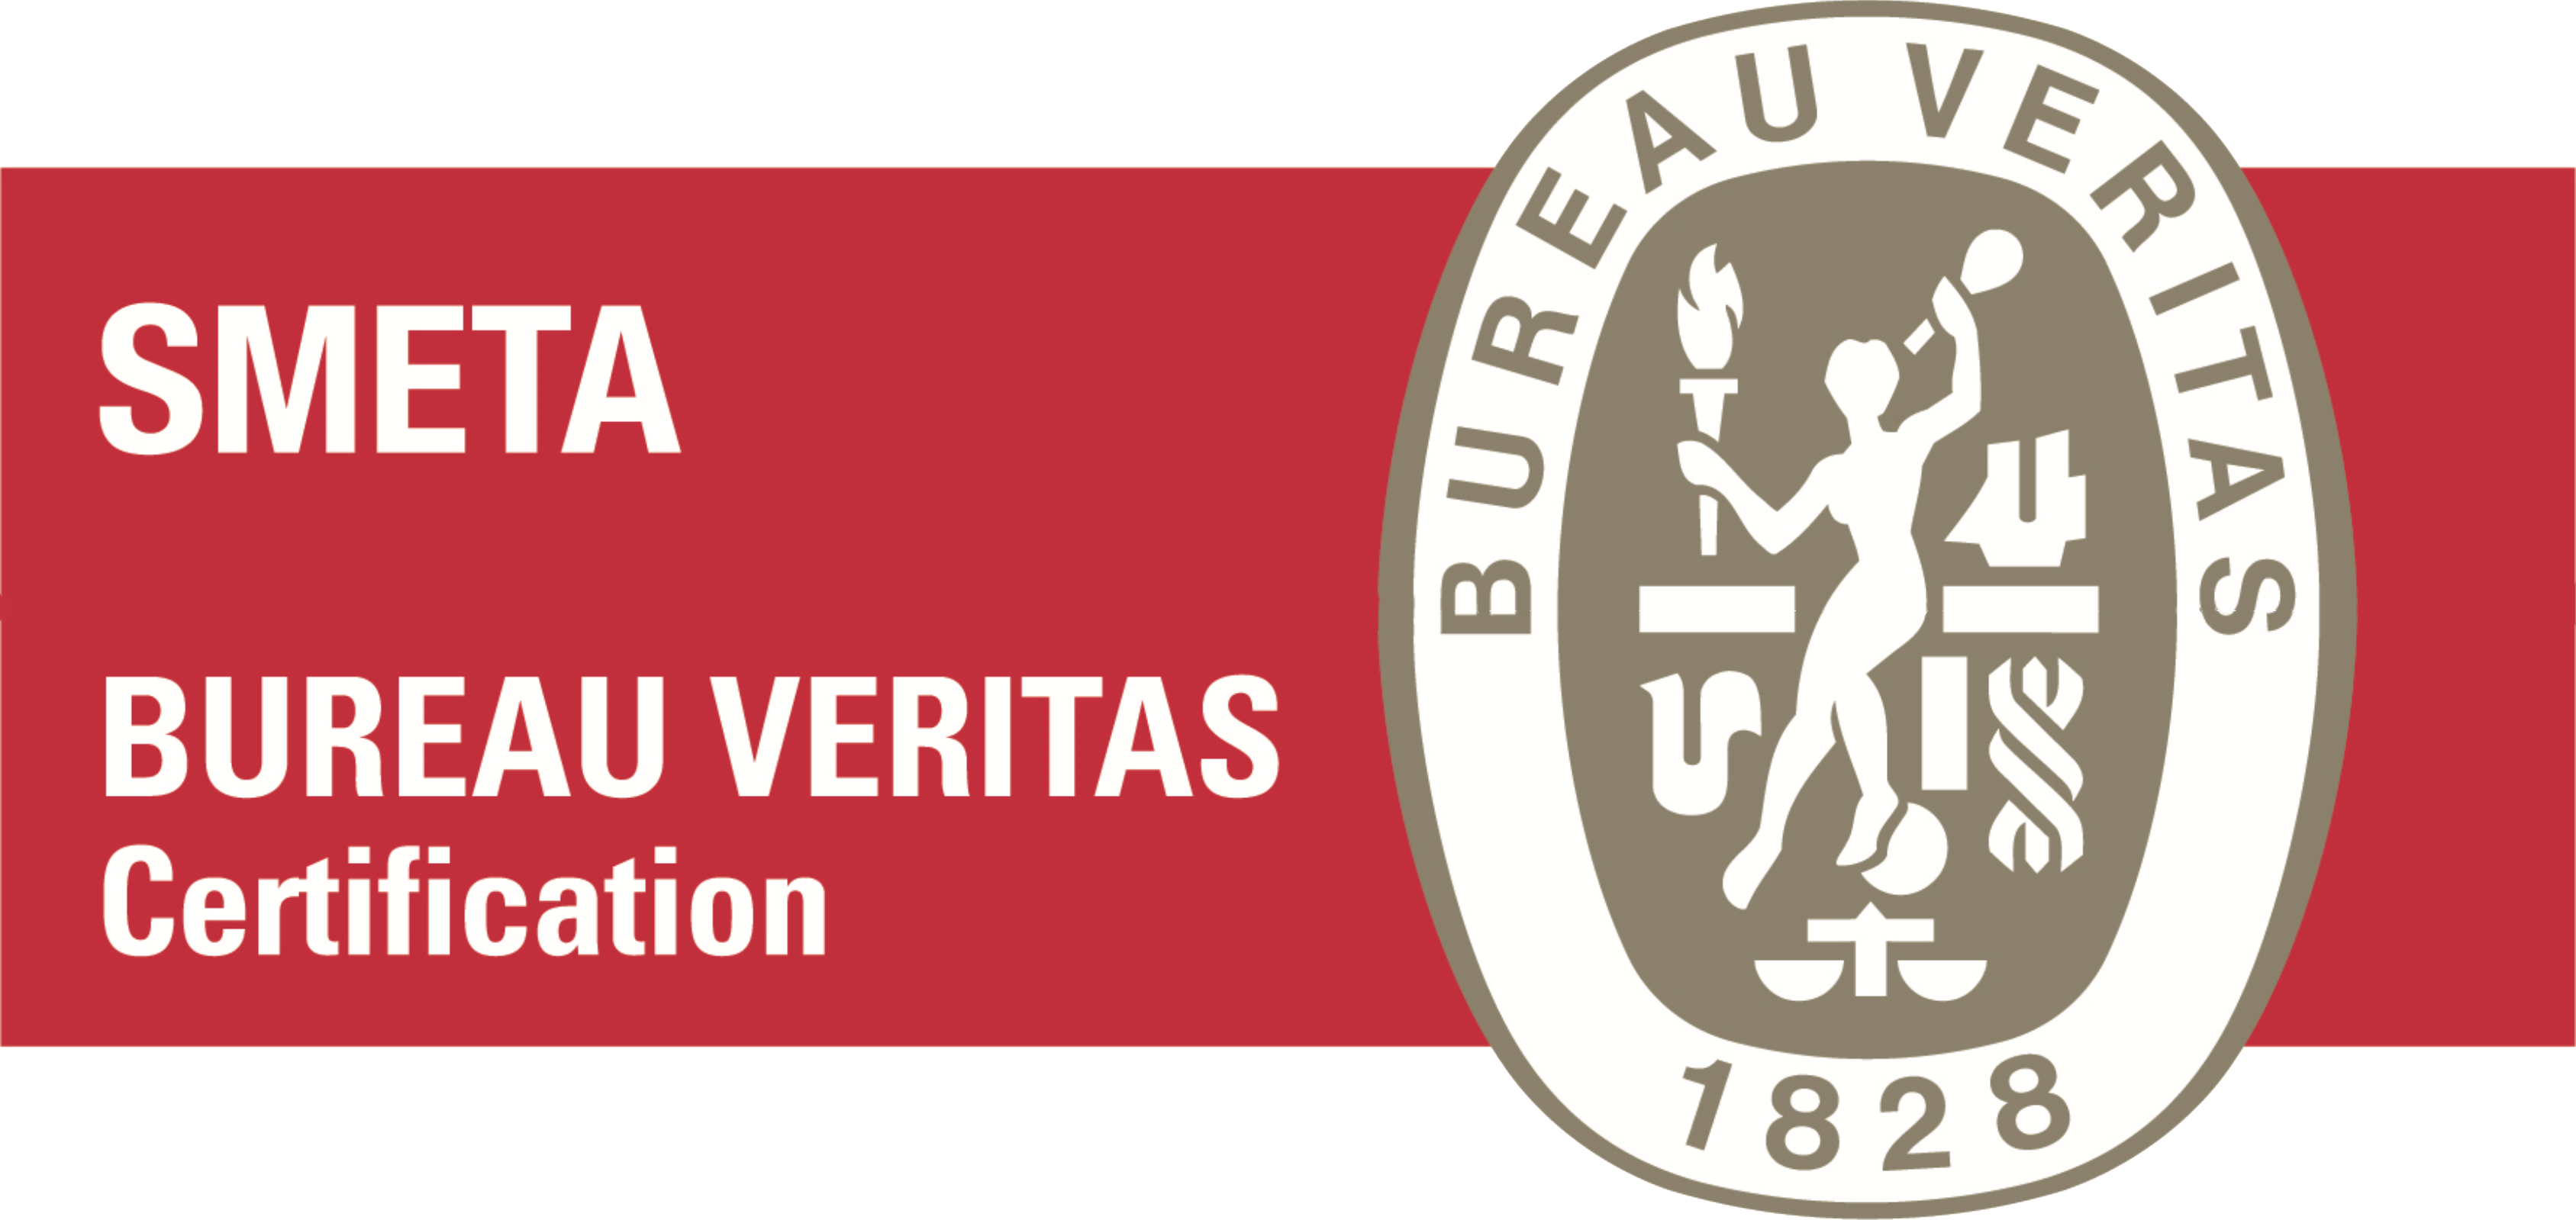 SMETA
BUREAU VERITAS
Certification
BUREAU VERITAS
1828